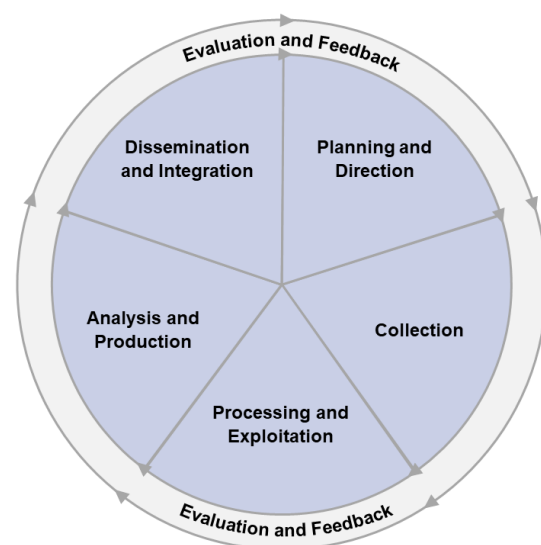 Evaluation and Feedback
Dissemination
and Integration
Planning and
Direction
Analysis and
Production
Collection
Processing and
Exploitation
Evaluation and Feedback